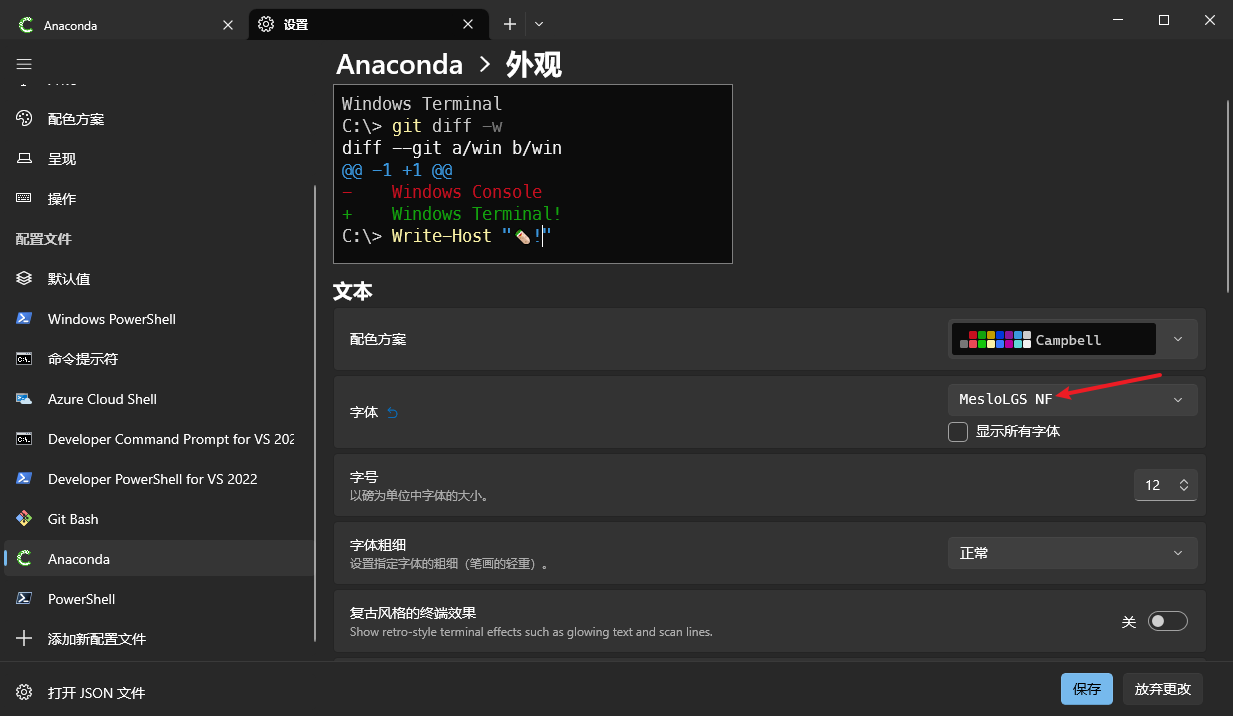 Anaconda
设置
Anaconda > 外观
Windows Terminal
C:\> git diff -w
diff --git a/win b/win
@@ -1 +1 @@
-    Windows Console
+    Windows Terminal!
C:\> Write-Host "!"
配色方案
呈现
操作
配置文件
默认值
Windows PowerShell
命令提示符
Azure Cloud Shell
Developer Command Prompt for VS 202
Developer PowerShell for VS 2022
Git Bash
Anaconda
PowerShell
添加新配置文件
打开 JSON 文件
文本
配色方案
Campbell
字体
MesloLGS NF
显示所有字体
字号
以磅为单位中字体的大小。
12
字体粗细
设置指定字体的粗细（笔画的轻重）。
正常
复古风格的终端效果
Show retro-style terminal effects such as glowing text and scan lines.
关
保存
放弃更改